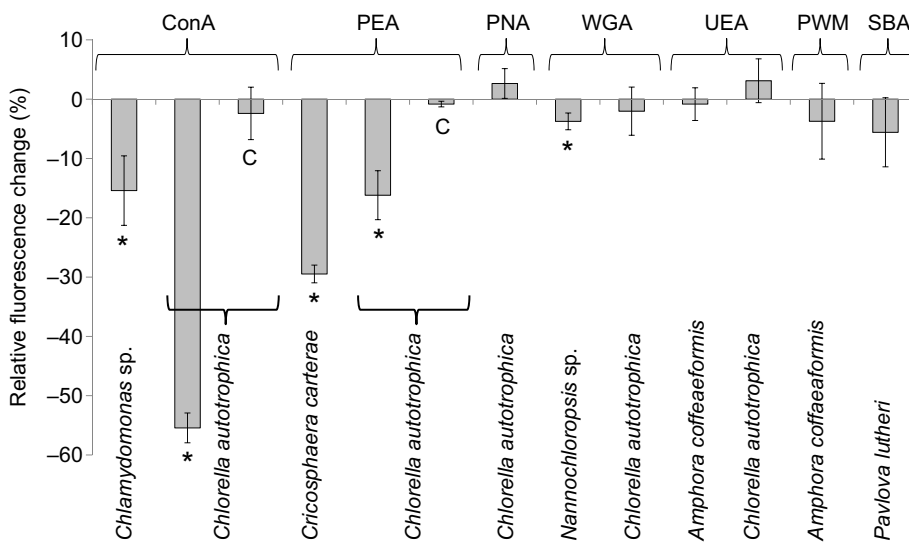 ConA PEA PNA WGA UEA PWM SBA
Relative fluorescence change (%)
10
0
–10
–20
–30
–40
–50
–60
*
*
C
*
*
C
*
Chlamydomonas sp.
Chlorella autotrophica
Cricosphaera carterae
Chlorella autotrophica
Chlorella autotrophica
Nannochloropsis sp.
Chlorella autotrophica
Amphora coffeaeformis
Chlorella autotrophica
Amphora coffaeaformis
Pavlova lutheri